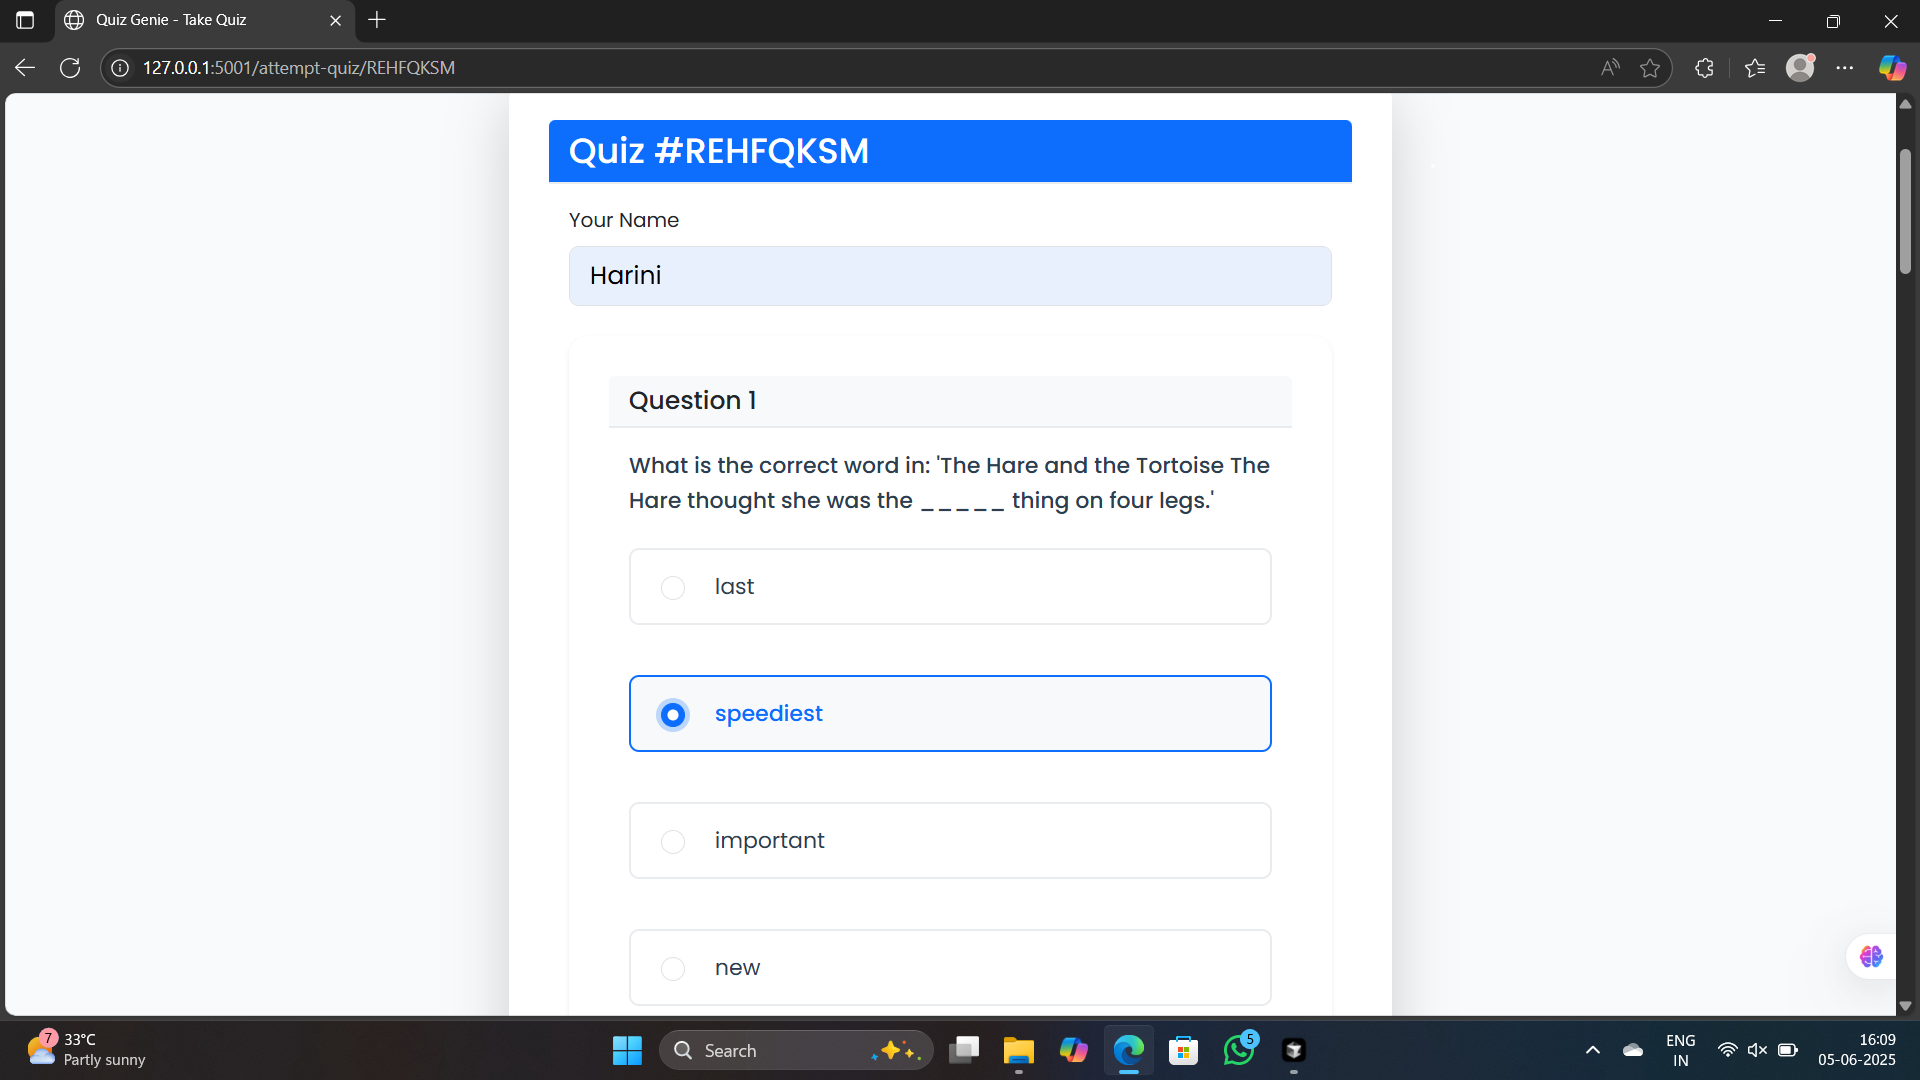 Quiz Genie - Take Quiz
127.0.0.1:5001/attempt-quiz/REHFQKSM
Quiz #REHFQKSM
Your Name
Harini
Question 1
What is the correct word in: 'The Hare and the Tortoise The
Hare thought she was the _____ thing on four legs.'
last
speediest
important
new
7
33°C
Partly sunny
Search
5
ENG
IN
16:09
05-06-2025